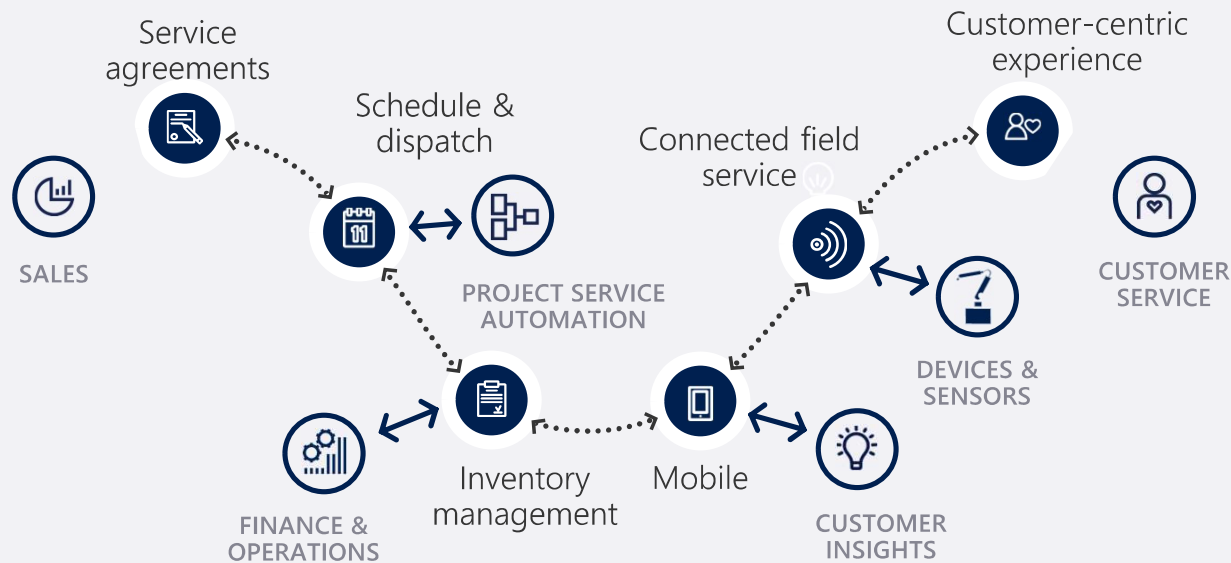 Service
agreements
Customer-centric
experience
Schedule &
dispatch
Connected field
service
11
SALES
PROJECT SERVICE
AUTOMATION
CUSTOMER
SERVICE
DEVICES &
SENSORS
Inventory
management
Mobile
FINANCE &
OPERATIONS
CUSTOMER
INSIGHTS